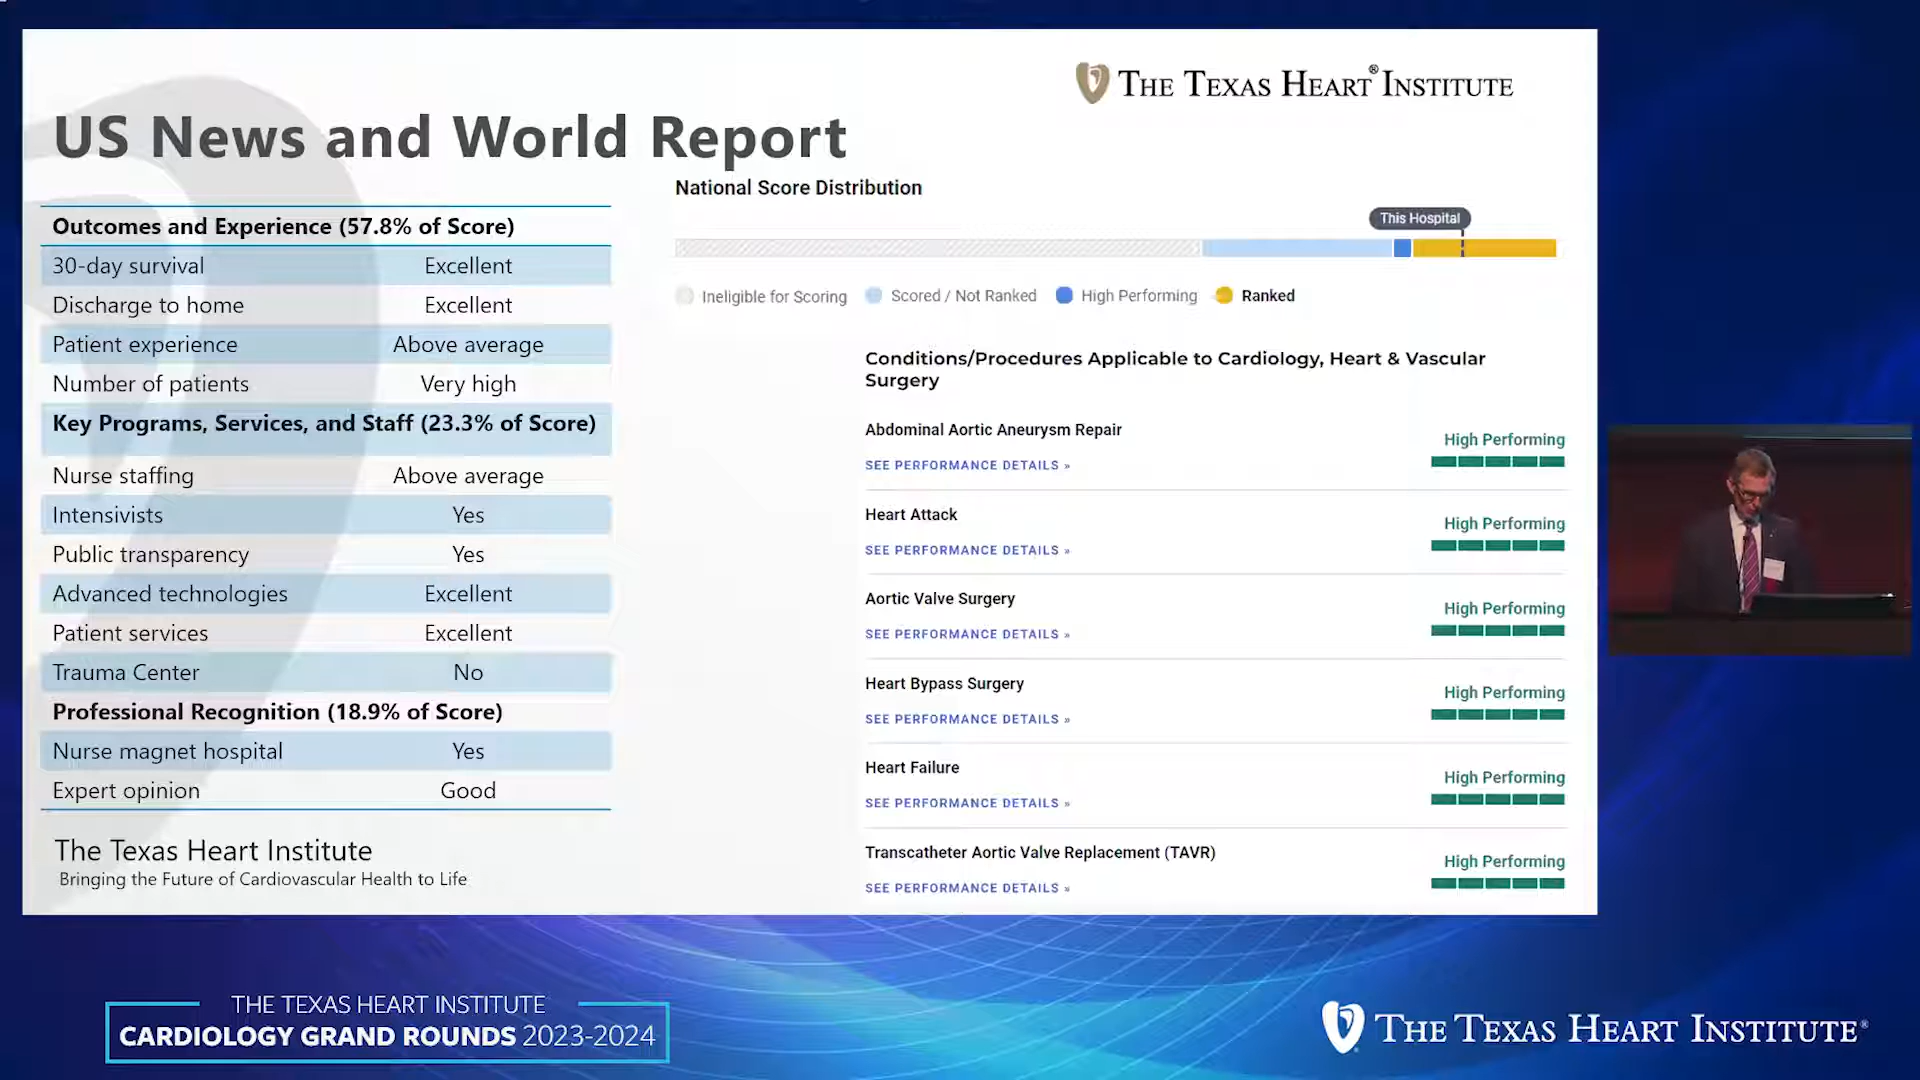 THE TEXAS HEART® INSTITUTE
US News and World Report
Outcomes and Experience (57.8% of Score)
30-day survival Excellent
Discharge to home Excellent
Patient experience Above average
Number of patients Very high
Key Programs, Services, and Staff (23.3% of Score)
Nurse staffing Above average
Intensivists Yes
Public transparency Yes
Advanced technologies Excellent
Patient services Excellent
Trauma Center No
Professional Recognition (18.9% of Score)
Nurse magnet hospital Yes
Expert opinion Good
The Texas Heart Institute
Bringing the Future of Cardiovascular Health to Life
National Score Distribution
This Hospital
Ineligible for Scoring Scored / Not Ranked High Performing Ranked
Conditions/Procedures Applicable to Cardiology, Heart & Vascular
Surgery
Abdominal Aortic Aneurysm Repair
High Performing
SEE PERFORMANCE DETAILS »
Heart Attack
High Performing
SEE PERFORMANCE DETAILS »
Aortic Valve Surgery
High Performing
SEE PERFORMANCE DETAILS »
Heart Bypass Surgery
High Performing
SEE PERFORMANCE DETAILS »
Heart Failure
High Performing
SEE PERFORMANCE DETAILS »
Transcatheter Aortic Valve Replacement (TAVR)
High Performing
SEE PERFORMANCE DETAILS »
THE TEXAS HEART INSTITUTE
CARDIOLOGY GRAND ROUNDS 2023-2024
THE TEXAS HEART INSTITUTE®